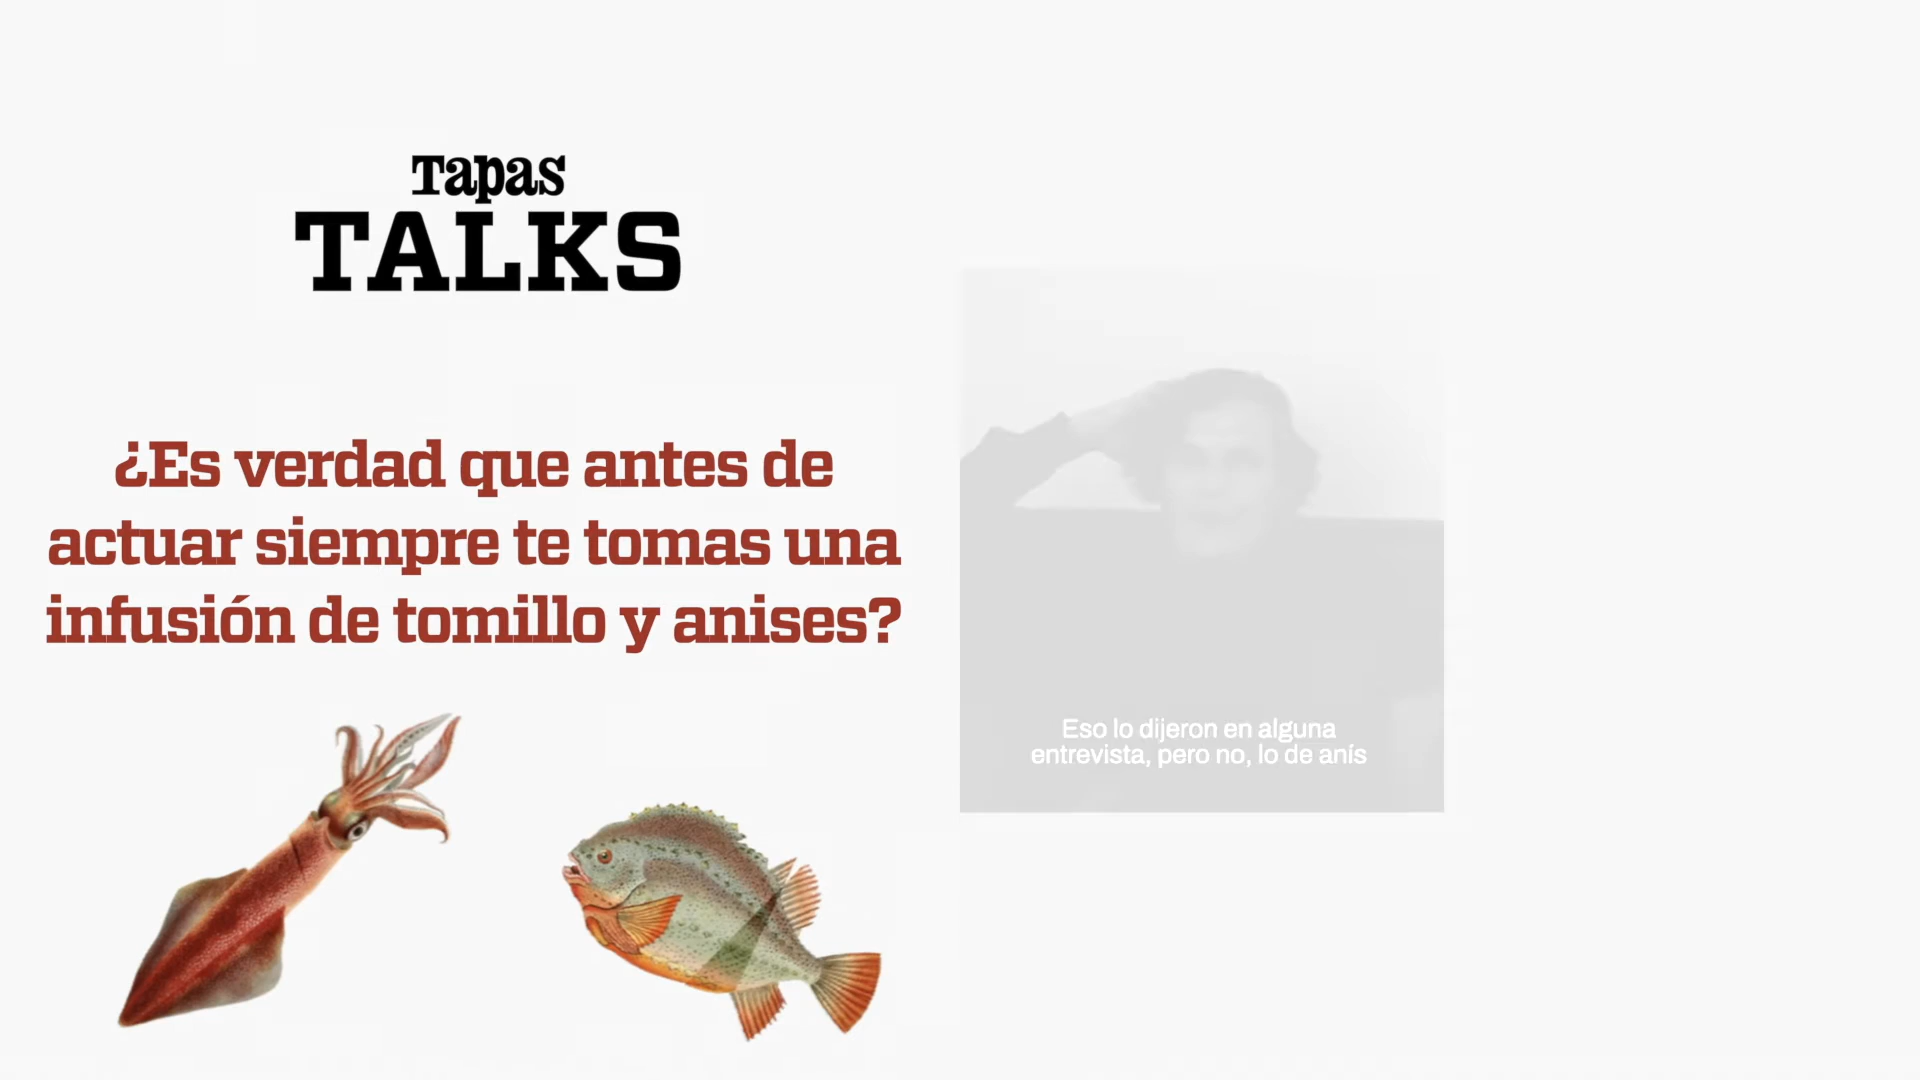 Tapas
TALKS
¿Es verdad que antes de
actuar siempre te tomas una
infusión de tomillo y anises?
Eso lo dijeron en alguna
entrevista, pero no, lo de anís